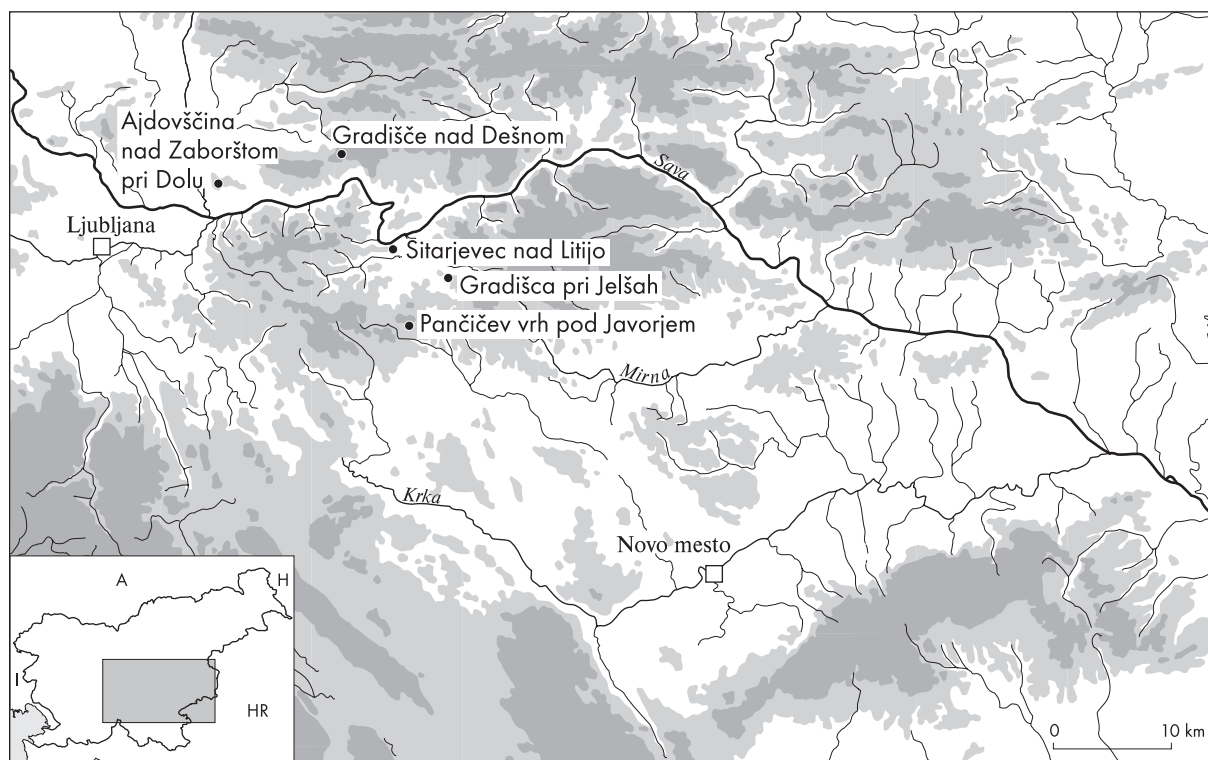 Ajdovščina
nad Zaborštom
pri Dolu
Gradišče nad Dešnom
Sava
Ljubljana
Sitarjevec nad Litijo
Gradišca pri Jelšah
Pančičev vrh pod Javorjem
Mirna
Krka
Novo mesto
A
H
I
HR
0
10 km